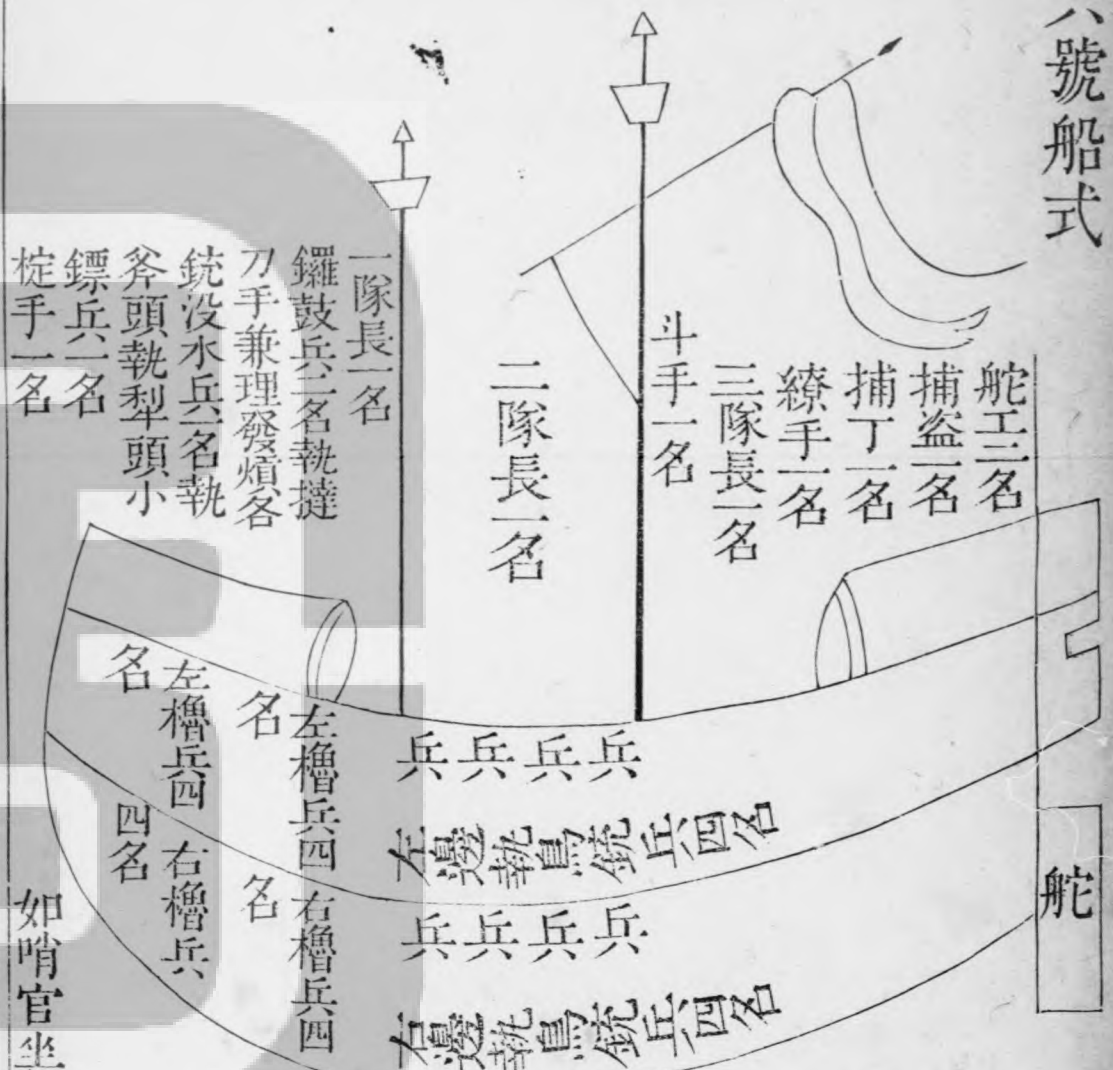 號船式
舵工二名
捕盗一名
捕丁一名
繚手一名
三隊長一名
斗手一名
二隊長一名
一隊長一名
鑼鼓兵二名執撻
刀手兼理發熕各
銃没水兵一名執
斧頭執犁頭小
鏢兵一名
椗手一名
舵
兵兵兵兵
左邊執鳥銃兵四名
兵兵兵兵
右邊執鳥銃兵四名
左櫓兵四
名
右櫓兵四
名
左櫓兵四
名
右櫓兵
四名
如哨官坐